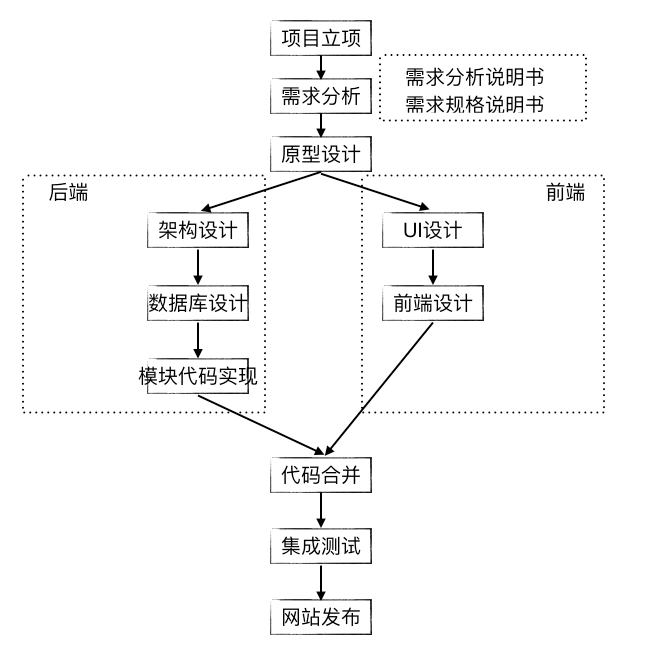 项目立项
需求分析
需求分析说明书
需求规格说明书
原型设计
后端
前端
架构设计
UI设计
数据库设计
前端设计
模块代码实现
代码合并
集成测试
网站发布